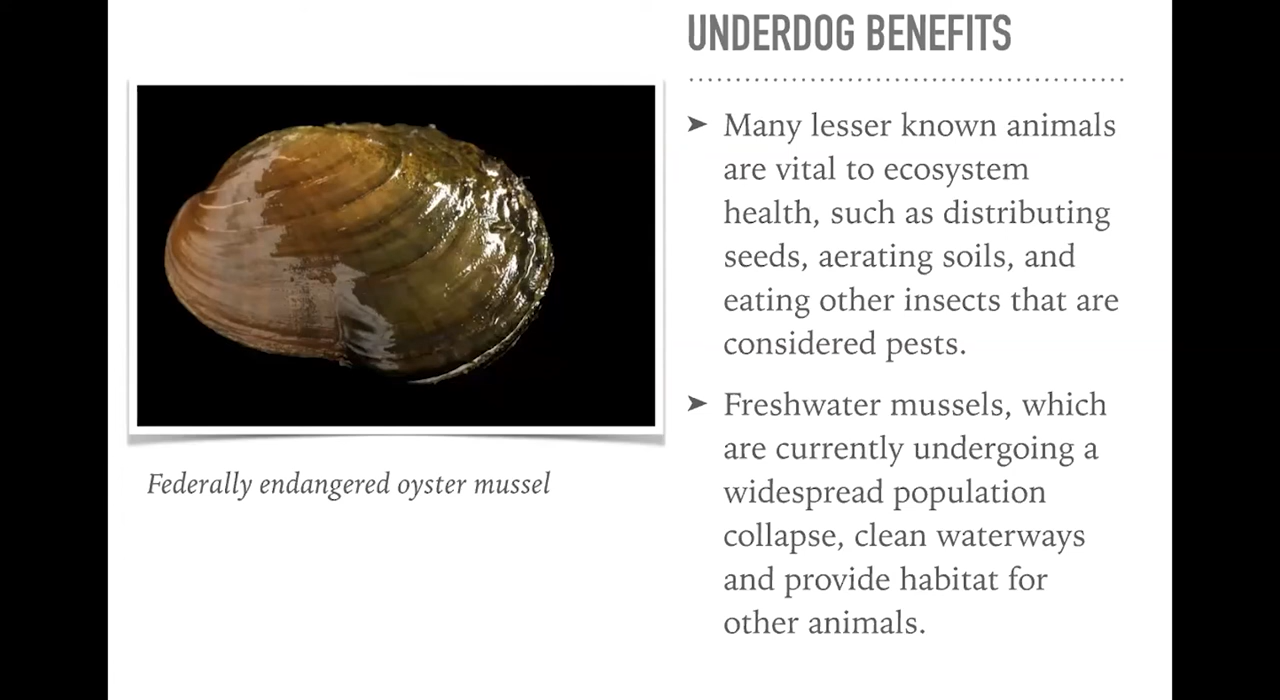 UNDERDOG BENEFITS
➤ Many lesser known animals
are vital to ecosystem
health, such as distributing
seeds, aerating soils, and
eating other insects that are
considered pests.
➤ Freshwater mussels, which
are currently undergoing a
widespread population
collapse, clean waterways
and provide habitat for
other animals.
Federally endangered oyster mussel